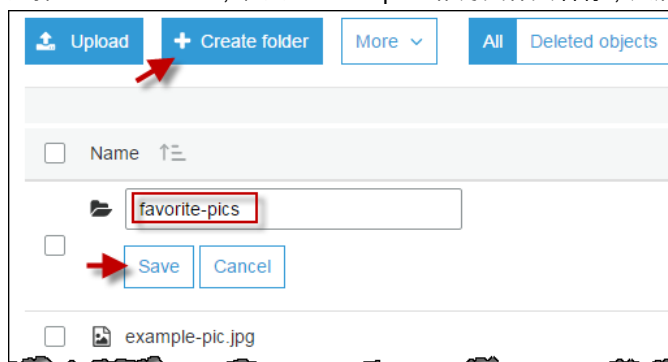 Upload Create folder More All Deleted objects
Name
favorite-pics
Save Cancel
example-pic.jpg